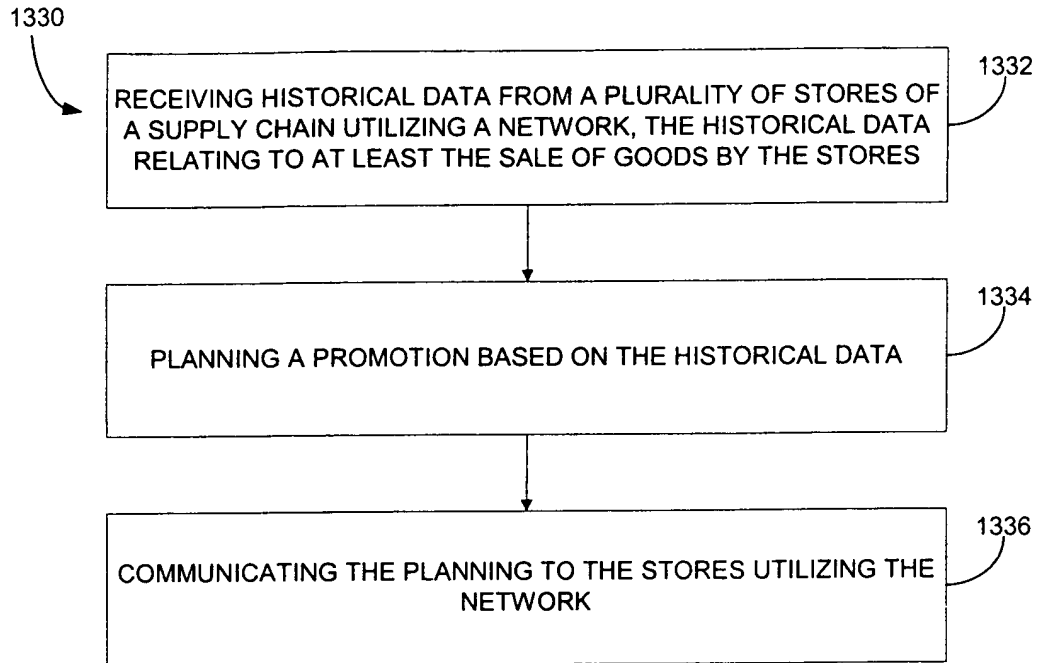 1330
1332
RECEIVING HISTORICAL DATA FROM A PLURALITY OF STORES OF
A SUPPLY CHAIN UTILIZING A NETWORK, THE HISTORICAL DATA
RELATING TO AT LEAST THE SALE OF GOODS BY THE STORES
1334
PLANNING A PROMOTION BASED ON THE HISTORICAL DATA
1336
COMMUNICATING THE PLANNING TO THE STORES UTILIZING THE
NETWORK